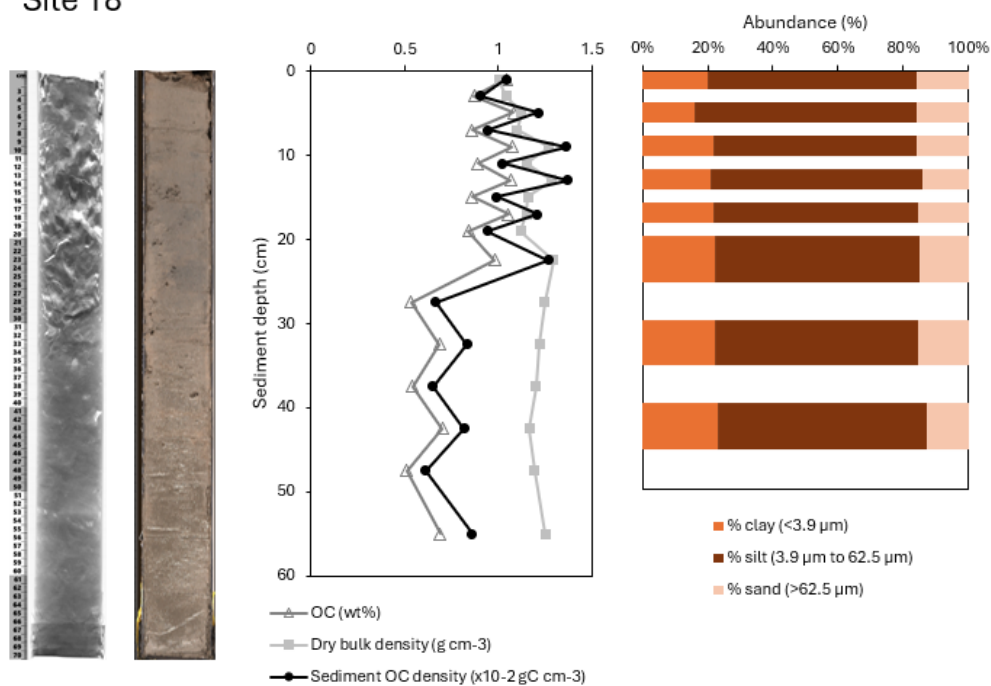 Site 18
Abundance (%)
0 0.5 1 1.5
0% 20% 40% 60% 80% 100%
0
10
20
30
40
50
60
Sediment depth (cm)
% clay (<3.9 µm)
% silt (3.9 µm to 62.5 µm)
% sand (>62.5 µm)
OC (wt%)
Dry bulk density (g cm-3)
Sediment OC density (x10-2 gC cm-3)